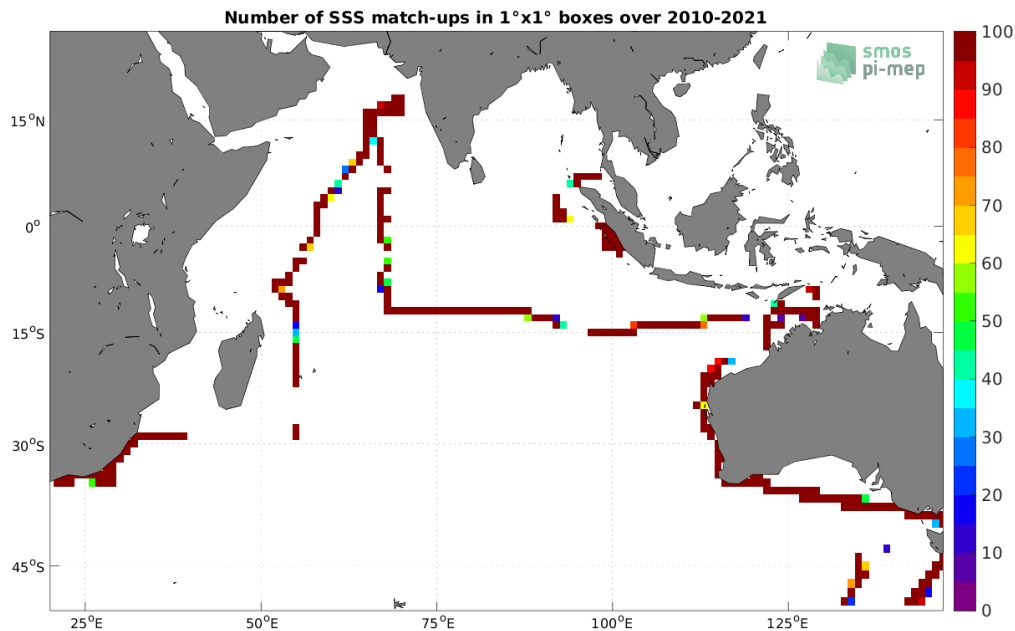 Number of SSS match-ups in 1°x1° boxes over 2010-2021
smos
pi-mep
100
90
80
70
60
50
40
30
20
10
0
15°N
0°
15°S
30°S
45°S
25°E
50°E
75°E
100°E
125°E